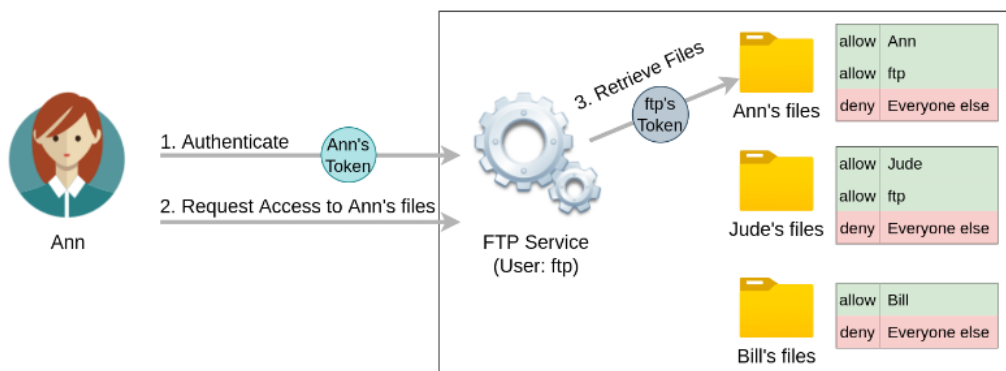 1. Authenticate
Ann's
Token
2. Request Access to Ann's files
Ann
FTP Service
(User: ftp)
3. Retrieve Files
ftp's
Token
Ann's files
allow Ann
allow ftp
deny Everyone else
Jude's files
allow Jude
allow ftp
deny Everyone else
Bill's files
allow Bill
deny Everyone else